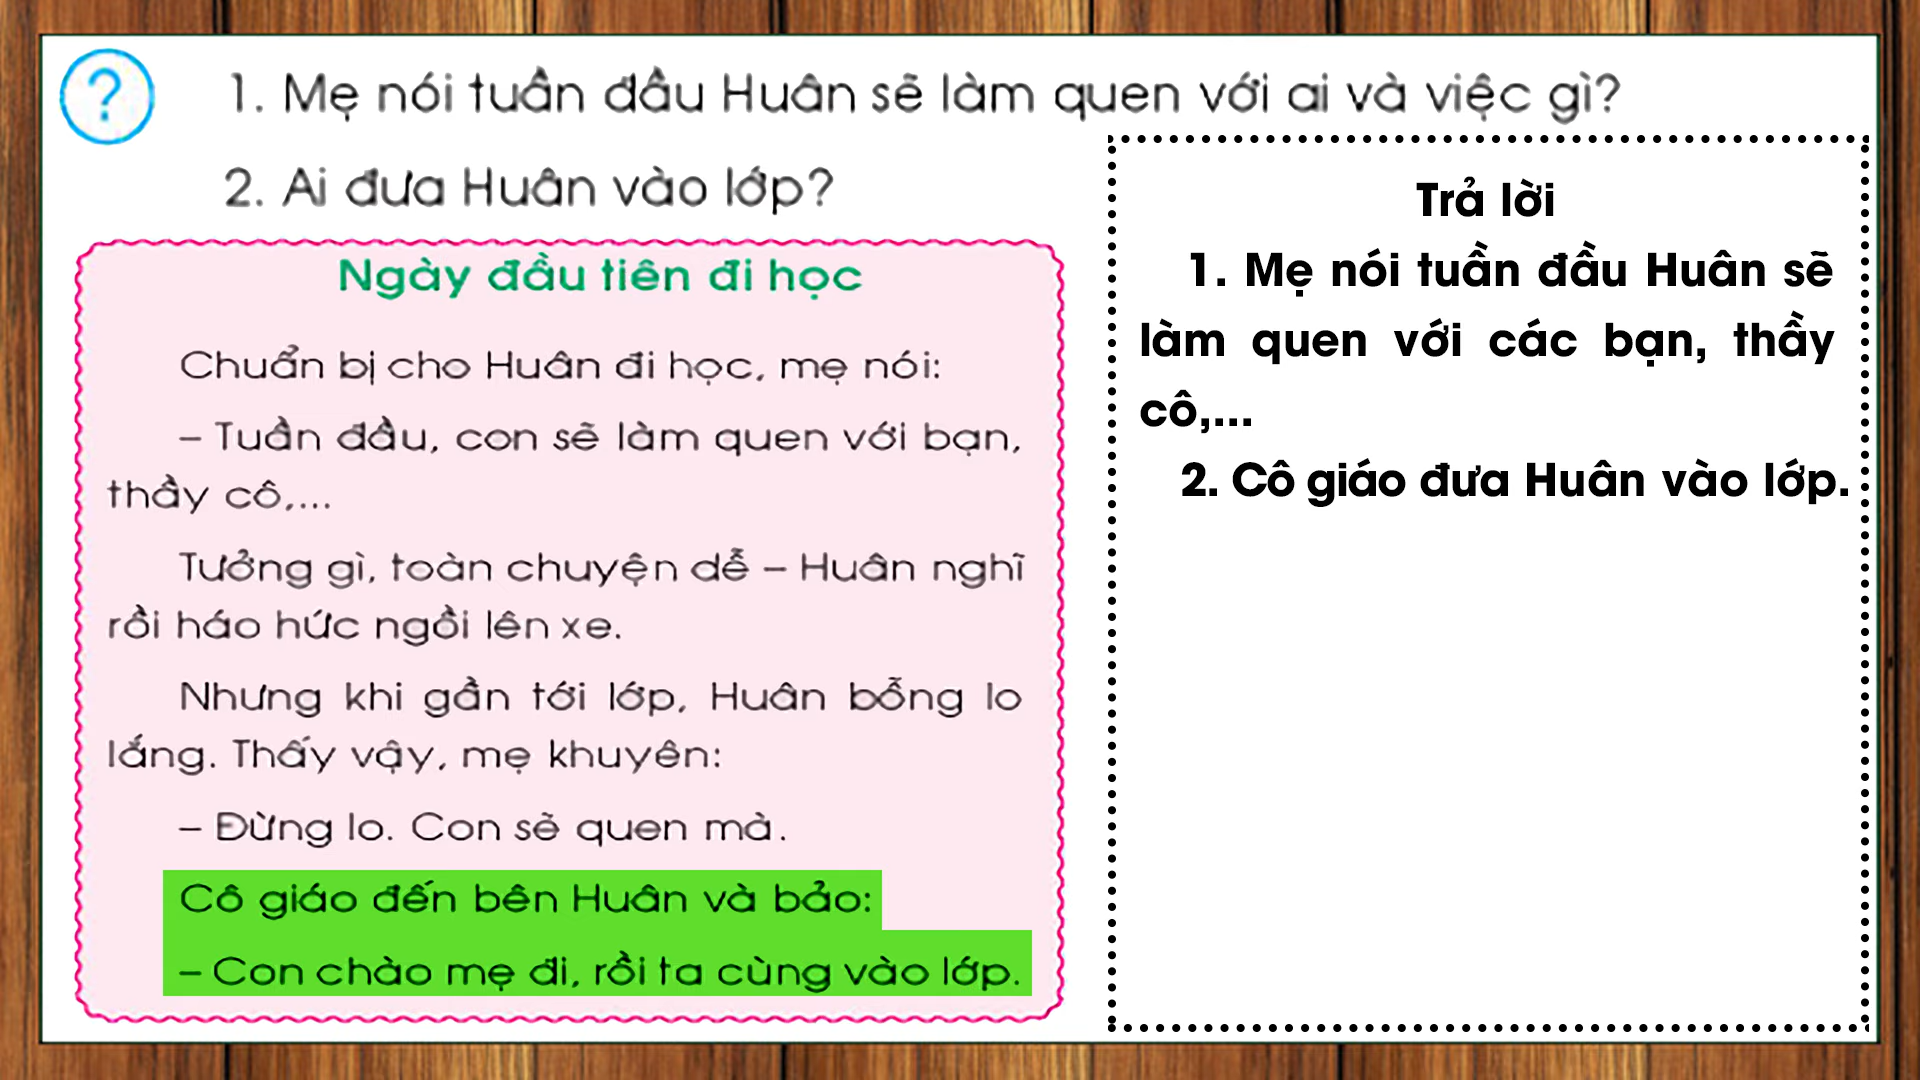 ?
1. Mẹ nói tuần đầu Huân sẽ làm quen với ai và việc gì?
2. Ai đưa Huân vào lớp?
Ngày đầu tiên đi học
Chuẩn bị cho Huân đi học, mẹ nói:
– Tuần đầu, con sẽ làm quen với bạn,
thầy cô,...
Tưởng gì, toàn chuyện dễ – Huân nghĩ
rồi háo hức ngồi lên xe.
Nhưng khi gần tới lớp, Huân bỗng lo
lắng. Thấy vậy, mẹ khuyên:
– Đừng lo. Con sẽ quen mà.
Cô giáo đến bên Huân và bảo:
– Con chào mẹ đi, rồi ta cùng vào lớp.
Trả lời
1. Mẹ nói tuần đầu Huân sẽ
làm quen với các bạn, thầy
cô,...
2. Cô giáo đưa Huân vào lớp.